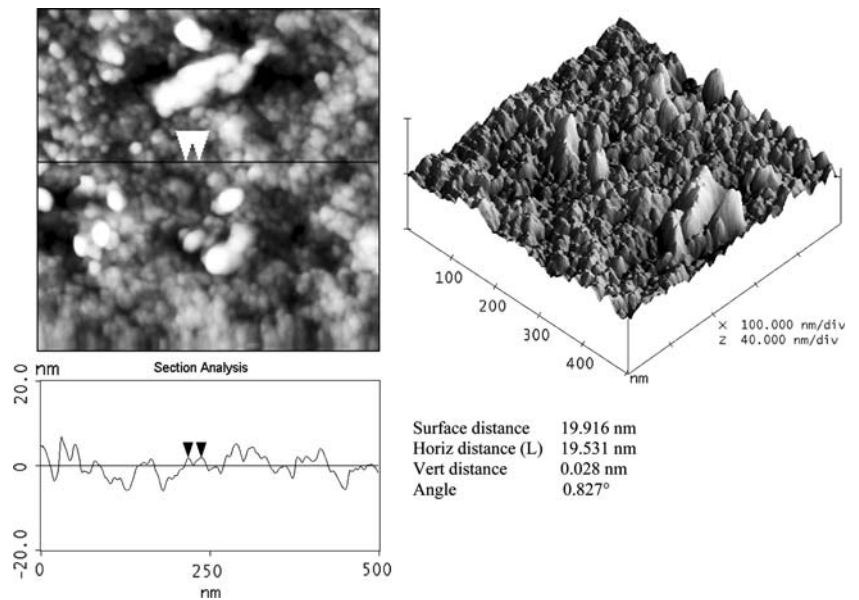 100
200
300
400
nm
X 100.000 nm/div
Z 40.000 nm/div
nm
Section Analysis
20.0
0
-20.0
0
250
500
nm
Surface distance 19.916 nm
Horiz distance (L) 19.531 nm
Vert distance 0.028 nm
Angle 0.827°